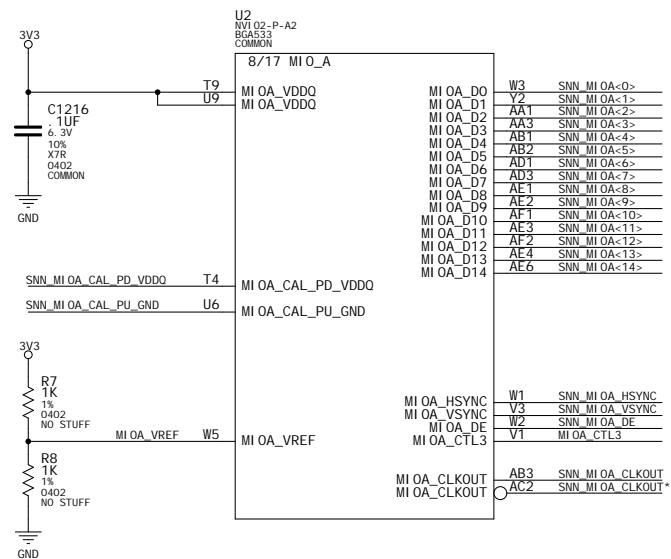 U2
NVIO2-P-A2
BGA533
COMMON
3V3
8/17 MIO_A
T9 MIOA_VDDQ
U9 MIOA_VDDQ
C1216
.1UF
6.3V
10%
X7R
0402
COMMON
GND
MIOA_D0 W3 SNN_MIOA<0>
MIOA_D1 Y2 SNN_MIOA<1>
MIOA_D2 AA1 SNN_MIOA<2>
MIOA_D3 AA3 SNN_MIOA<3>
MIOA_D4 AB1 SNN_MIOA<4>
MIOA_D5 AB2 SNN_MIOA<5>
MIOA_D6 AD1 SNN_MIOA<6>
MIOA_D7 AD3 SNN_MIOA<7>
MIOA_D8 AE1 SNN_MIOA<8>
MIOA_D9 AE2 SNN_MIOA<9>
MIOA_D10 AF1 SNN_MIOA<10>
MIOA_D11 AE3 SNN_MIOA<11>
MIOA_D12 AF2 SNN_MIOA<12>
MIOA_D13 AE4 SNN_MIOA<13>
MIOA_D14 AE6 SNN_MIOA<14>
SNN_MIOA_CAL_PD_VDDQ T4 MIOA_CAL_PD_VDDQ
SNN_MIOA_CAL_PU_GND U6 MIOA_CAL_PU_GND
3V3
R7
1K
1%
0402
NO STUFF
MIOA_VREF W5 MIOA_VREF
R8
1K
1%
0402
NO STUFF
GND
MIOA_HSYNC W1 SNN_MIOA_HSYNC
MIOA_VSYNC V3 SNN_MIOA_VSYNC
MIOA_DE W2 SNN_MIOA_DE
MIOA_CTL3 V1 MIOA_CTL3
MIOA_CLKOUT AB3 SNN_MIOA_CLKOUT
MIOA_CLKOUT AC2 SNN_MIOA_CLKOUT*